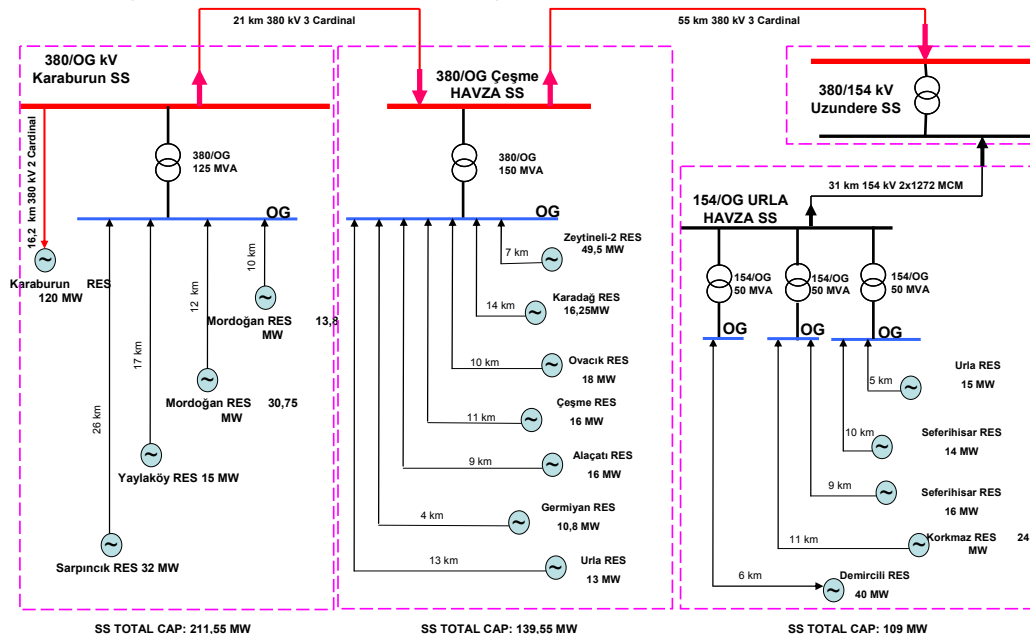 21 km 380 kV 3 Cardinal
55 km 380 kV 3 Cardinal
380/OG kV
Karaburun SS
380/OG Çeşme
HAVZA SS
380/154 kV
Uzundere SS
16,2 km 380 kV 2 Cardinal
380/OG
125 MVA
OG
380/OG
150 MVA
OG
31 km 154 kV 2x1272 MCM
154/OG URLA
HAVZA SS
154/OG
50 MVA
154/OG
50 MVA
154/OG
50 MVA
OG
OG
OG
Karaburun RES
120 MW
10 km
Mordoğan RES 13,8
MW
12 km
Mordoğan RES 30,75
MW
17 km
Yaylaköy RES 15 MW
26 km
Sarpıncık RES 32 MW
7 km
Zeytineli-2 RES
49,5 MW
14 km
Karadağ RES
16,25MW
10 km
Ovacık RES
18 MW
11 km
Çeşme RES
16 MW
9 km
Alaçatı RES
16 MW
4 km
Germiyan RES
10,8 MW
13 km
Urla RES
13 MW
5 km
Urla RES
15 MW
10 km
Seferihisar RES
14 MW
9 km
Seferihisar RES
16 MW
11 km
Korkmaz RES 24
MW
6 km
Demircili RES
40 MW
SS TOTAL CAP: 211,55 MW
SS TOTAL CAP: 139,55 MW
SS TOTAL CAP: 109 MW